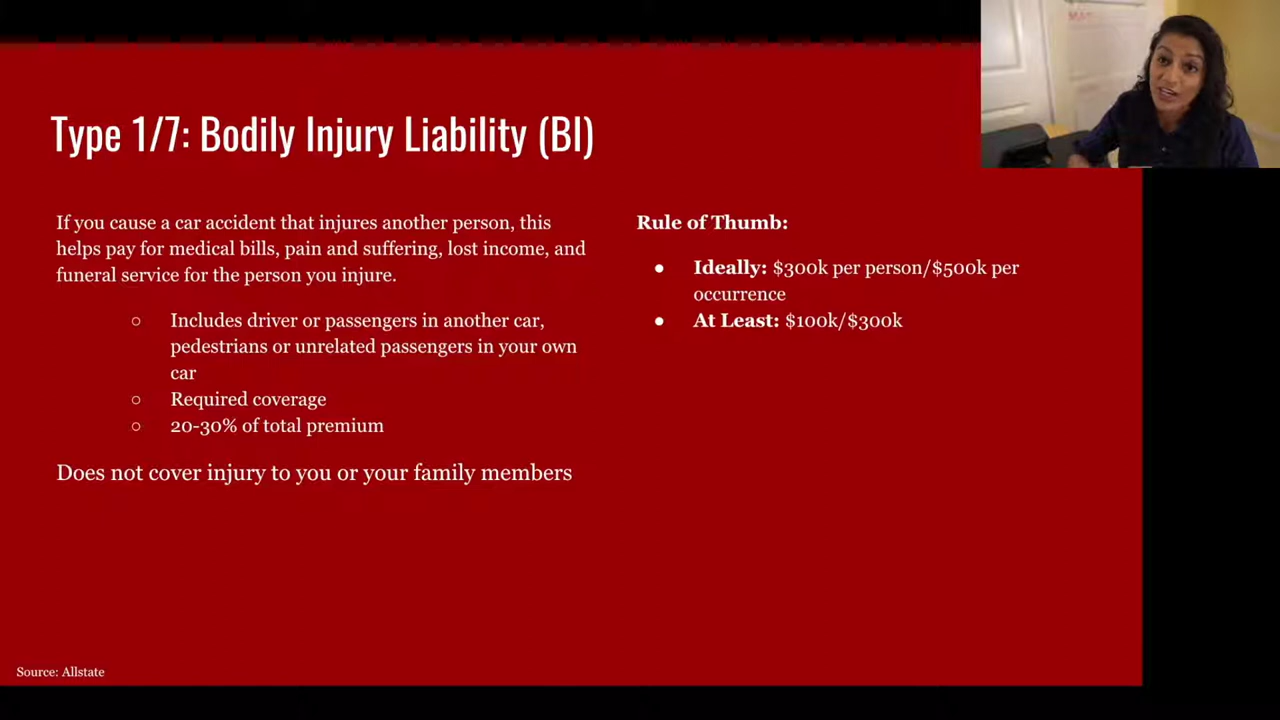 Type 1/7: Bodily Injury Liability (BI)
If you cause a car accident that injures another person, this
helps pay for medical bills, pain and suffering, lost income, and
funeral service for the person you injure.
○ Includes driver or passengers in another car,
pedestrians or unrelated passengers in your own
car
○ Required coverage
○ 20-30% of total premium
Does not cover injury to you or your family members
Rule of Thumb:
● Ideally: $300k per person/$500k per
occurrence
● At Least: $100k/$300k
Source: Allstate